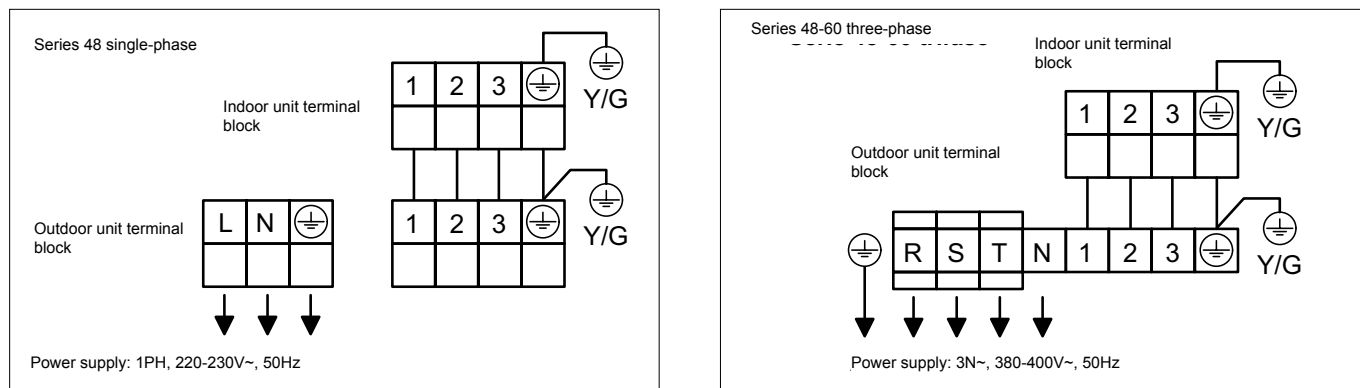 Series 48 single-phase
Indoor unit terminal
block
1 2 3
Y/G
Outdoor unit terminal
block
L N
1 2 3
Y/G
Power supply: 1PH, 220-230V~, 50Hz
Series 48-60 three-phase
Indoor unit terminal
block
1 2 3
Y/G
Outdoor unit terminal
block
R S T N 1 2 3
Y/G
Power supply: 3N~, 380-400V~, 50Hz